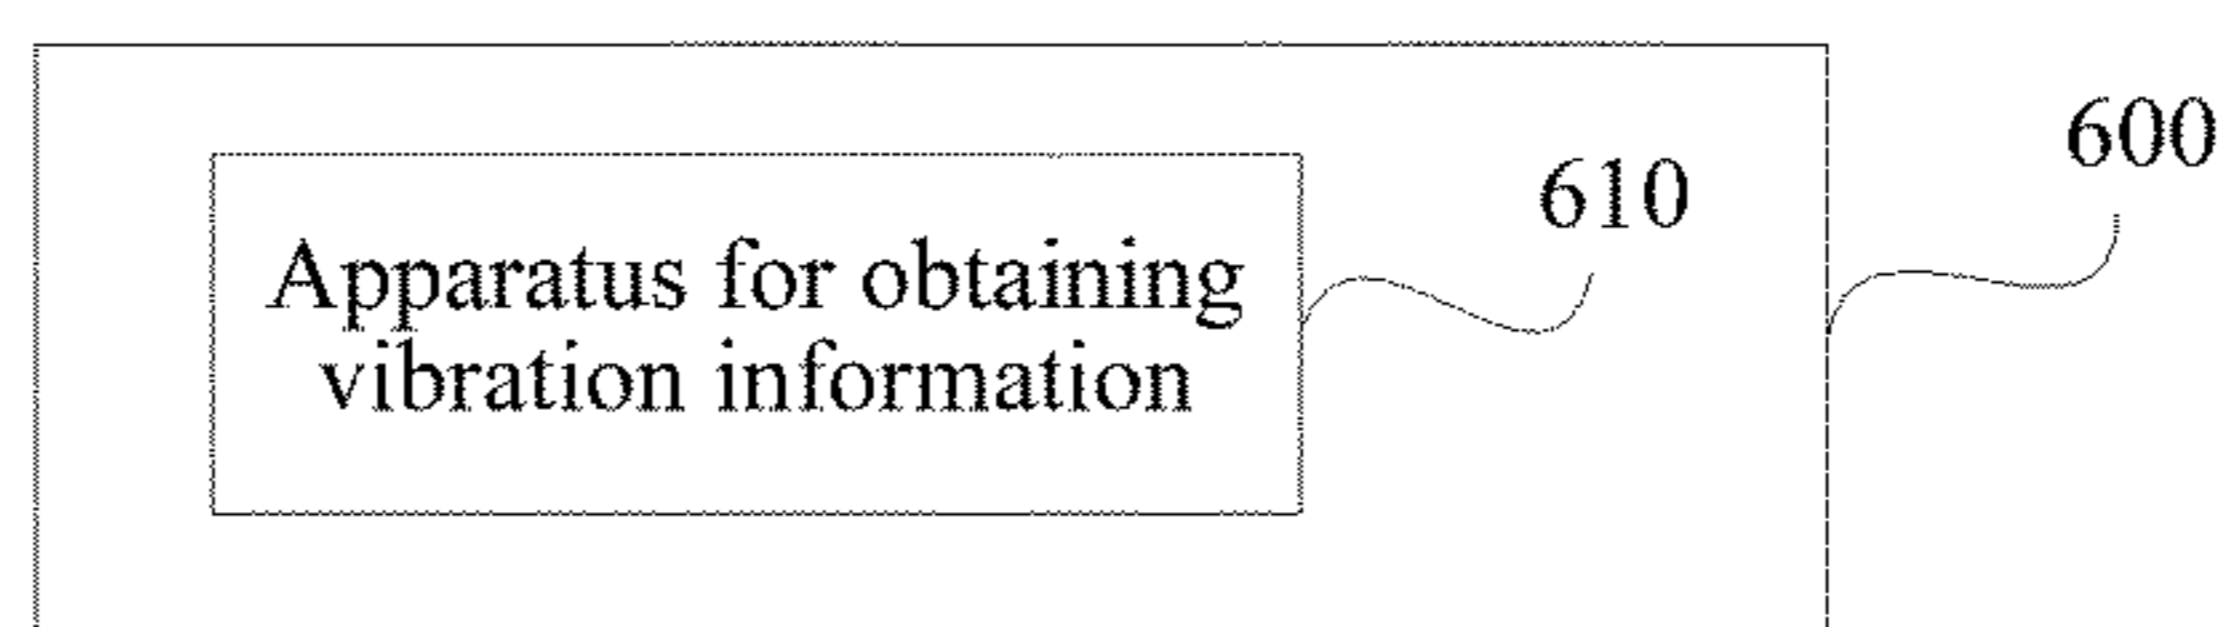 600
610
Apparatus for obtaining
vibration information